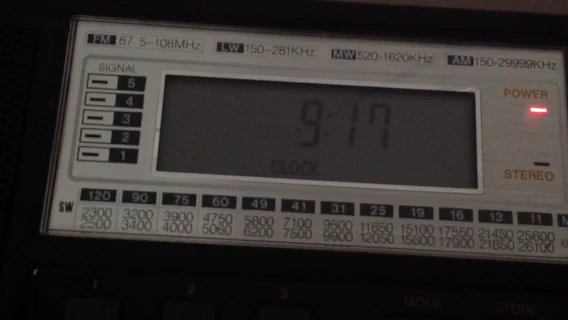 FM 87.5-108MHz LW 150-281KHz MW 520-1620KHz AM 150-29999KHz
SIGNAL
5
4
3
2
1
9:17
CLOCK
POWER
STEREO
SW 120 90 75 60 49 41 31 25 19 16 13 11
2300 3200 3900 4750 5800 7100 9500 11650 15100 17550 21450 25600
2500 3400 4000 5060 6200 7500 9900 12050 15600 17900 21850 26100
1 2 3 MODE STORE